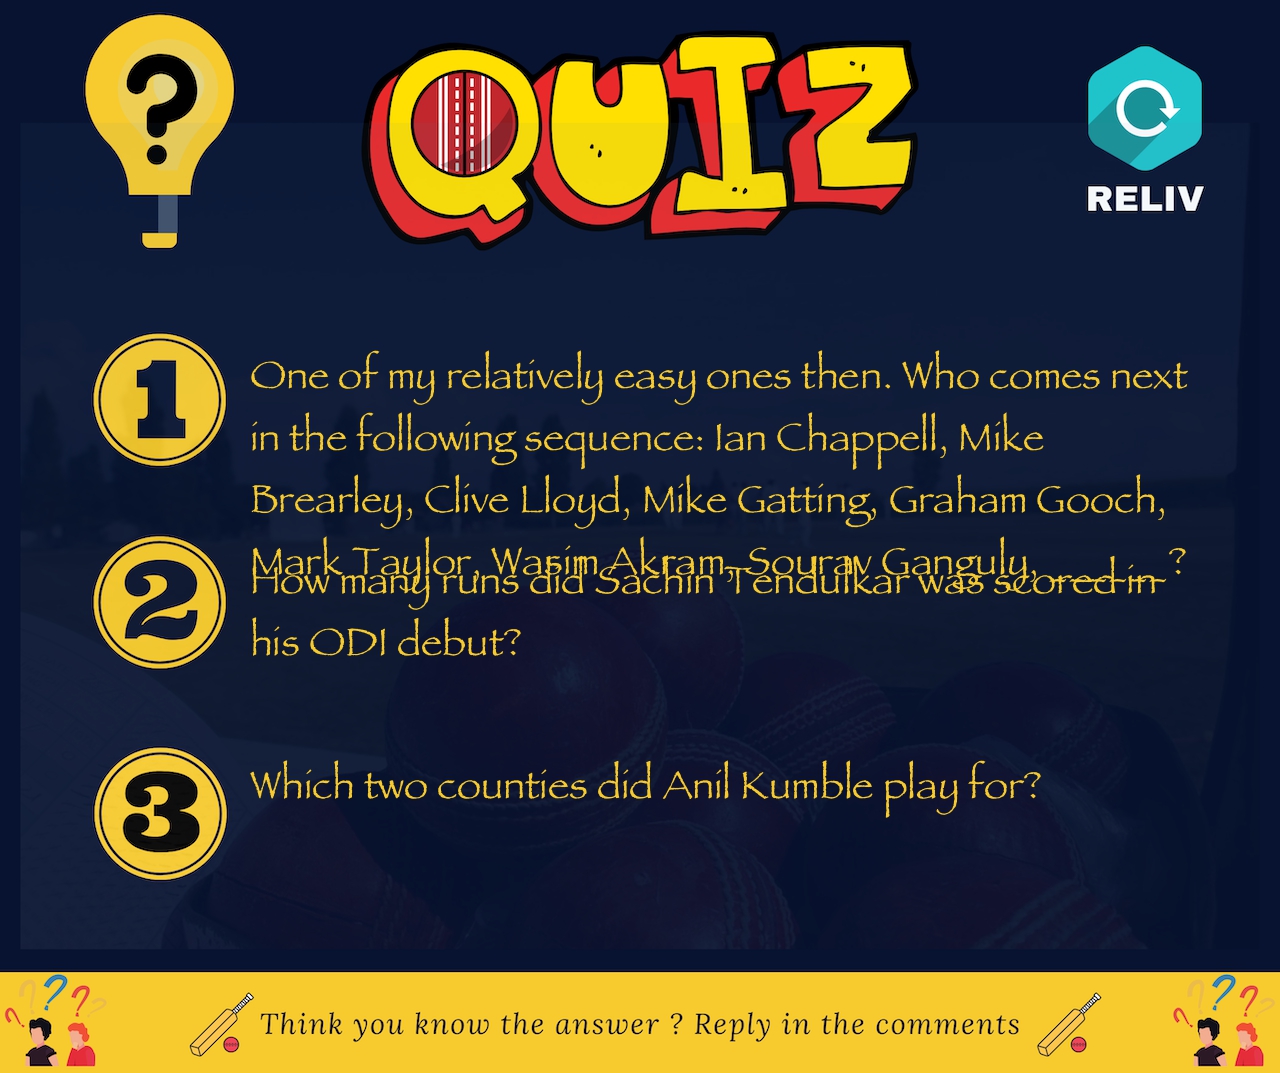 ?
QUIZ
RELIV
1
One of my relatively easy ones then. Who comes next
in the following sequence: Ian Chappell, Mike
Brearley, Clive Lloyd, Mike Gatting, Graham Gooch,
Mark Taylor, Wasim Akram, Sourav Ganguly, ______?
2
How many runs did Sachin Tendulkar was scored in
his ODI debut?
3
Which two counties did Anil Kumble play for?
Think you know the answer ? Reply in the comments